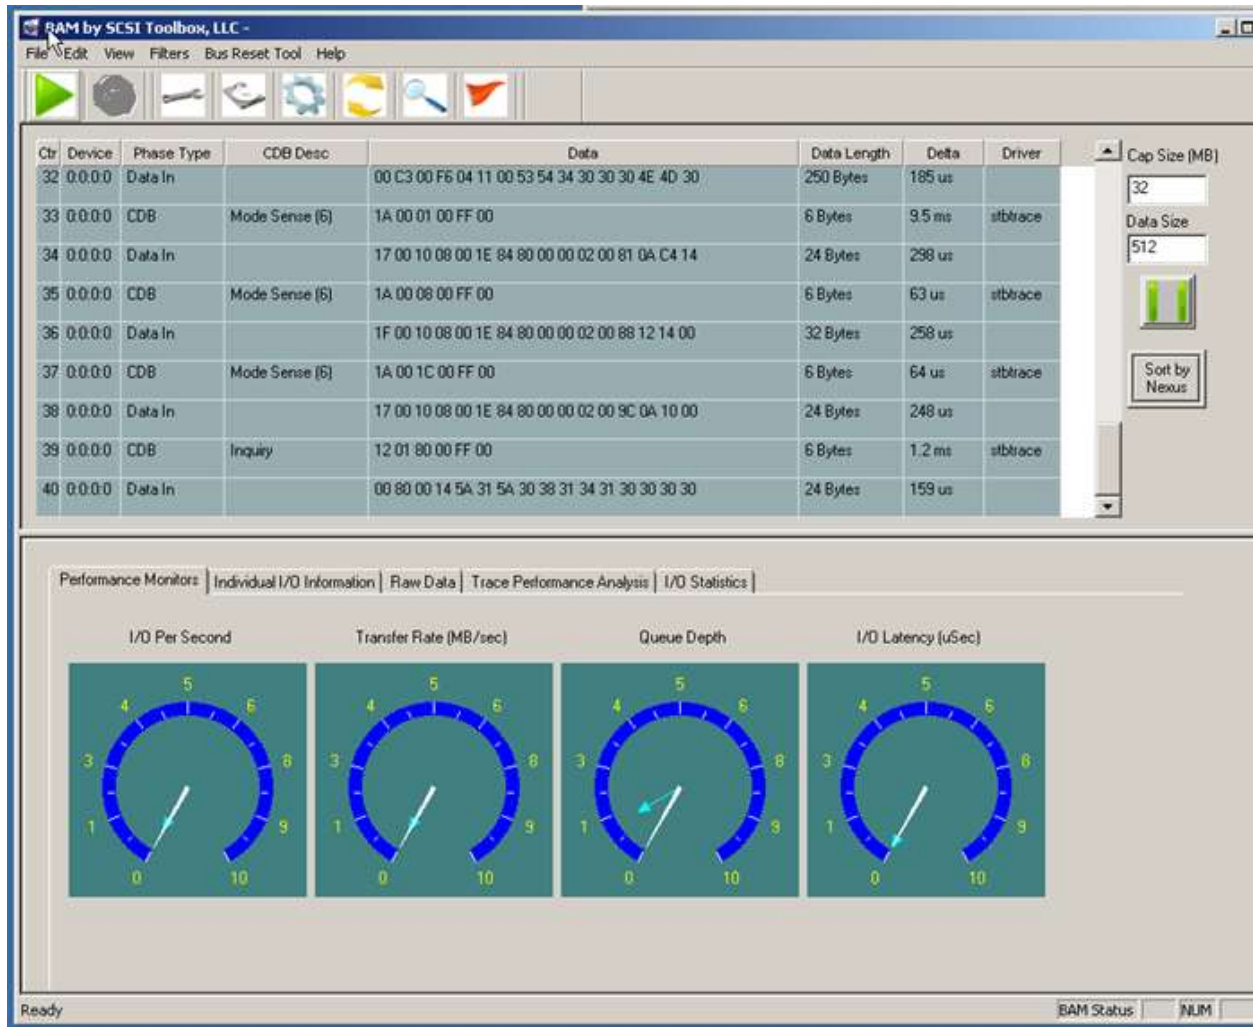 BAM by SCSI Toolbox, LLC -
File Edit View Filters Bus Reset Tool Help
Ctr Device Phase Type CDB Desc Data Data Length Delta Driver
32 0:0:0:0 Data In 00 C3 00 F6 04 11 00 53 54 34 30 30 30 4E 4D 30 250 Bytes 185 us
33 0:0:0:0 CDB Mode Sense (6) 1A 00 01 00 FF 00 6 Bytes 9.5 ms stbtrace
34 0:0:0:0 Data In 17 00 10 08 00 1E 84 80 00 00 02 00 81 0A C4 14 24 Bytes 298 us
35 0:0:0:0 CDB Mode Sense (6) 1A 00 08 00 FF 00 6 Bytes 63 us stbtrace
36 0:0:0:0 Data In 1F 00 10 08 00 1E 84 80 00 00 02 00 88 12 14 00 32 Bytes 258 us
37 0:0:0:0 CDB Mode Sense (6) 1A 00 1C 00 FF 00 6 Bytes 64 us stbtrace
38 0:0:0:0 Data In 17 00 10 08 00 1E 84 80 00 00 02 00 9C 0A 10 00 24 Bytes 248 us
39 0:0:0:0 CDB Inquiry 12 01 80 00 FF 00 6 Bytes 1.2 ms stbtrace
40 0:0:0:0 Data In 00 80 00 14 5A 31 5A 30 38 31 34 31 30 30 30 30 24 Bytes 159 us
Cap Size (MB)
32
Data Size
512
Sort by
Nexus
Performance Monitors Individual I/O Information Raw Data Trace Performance Analysis I/O Statistics
I/O Per Second Transfer Rate (MB/sec) Queue Depth I/O Latency (uSec)
5 5 5 5
4 6 4 6 4 6 4 6
3 8 3 8 3 8 3 8
1 9 1 9 1 9 1 9
0 10 0 10 0 10 0 10
Ready BAM Status NUM